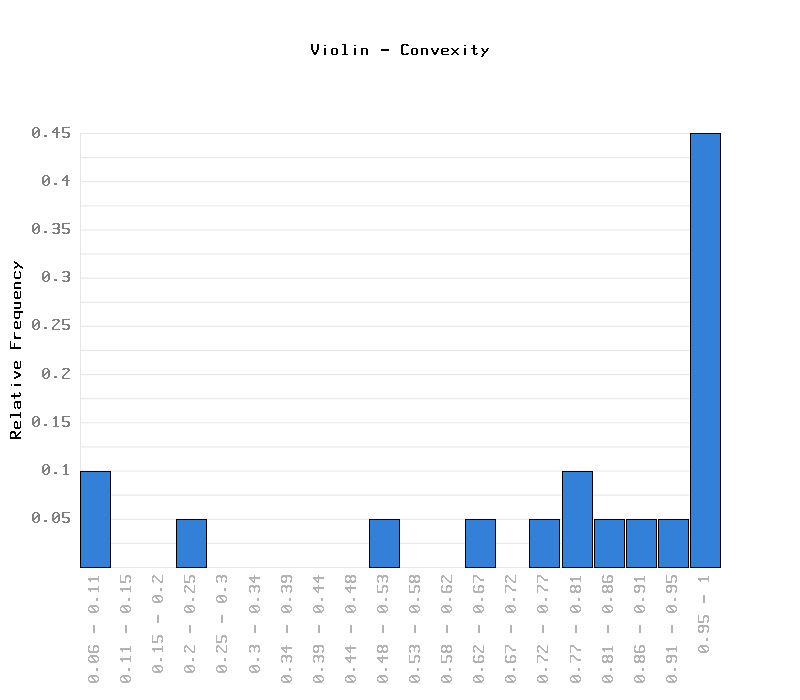 Violin - Convexity
Relative Frequency
0.45
0.4
0.35
0.3
0.25
0.2
0.15
0.1
0.05
0.06 - 0.11
0.11 - 0.15
0.15 - 0.2
0.2 - 0.25
0.25 - 0.3
0.3 - 0.34
0.34 - 0.39
0.39 - 0.44
0.44 - 0.48
0.48 - 0.53
0.53 - 0.58
0.58 - 0.62
0.62 - 0.67
0.67 - 0.72
0.72 - 0.77
0.77 - 0.81
0.81 - 0.86
0.86 - 0.91
0.91 - 0.95
0.95 - 1